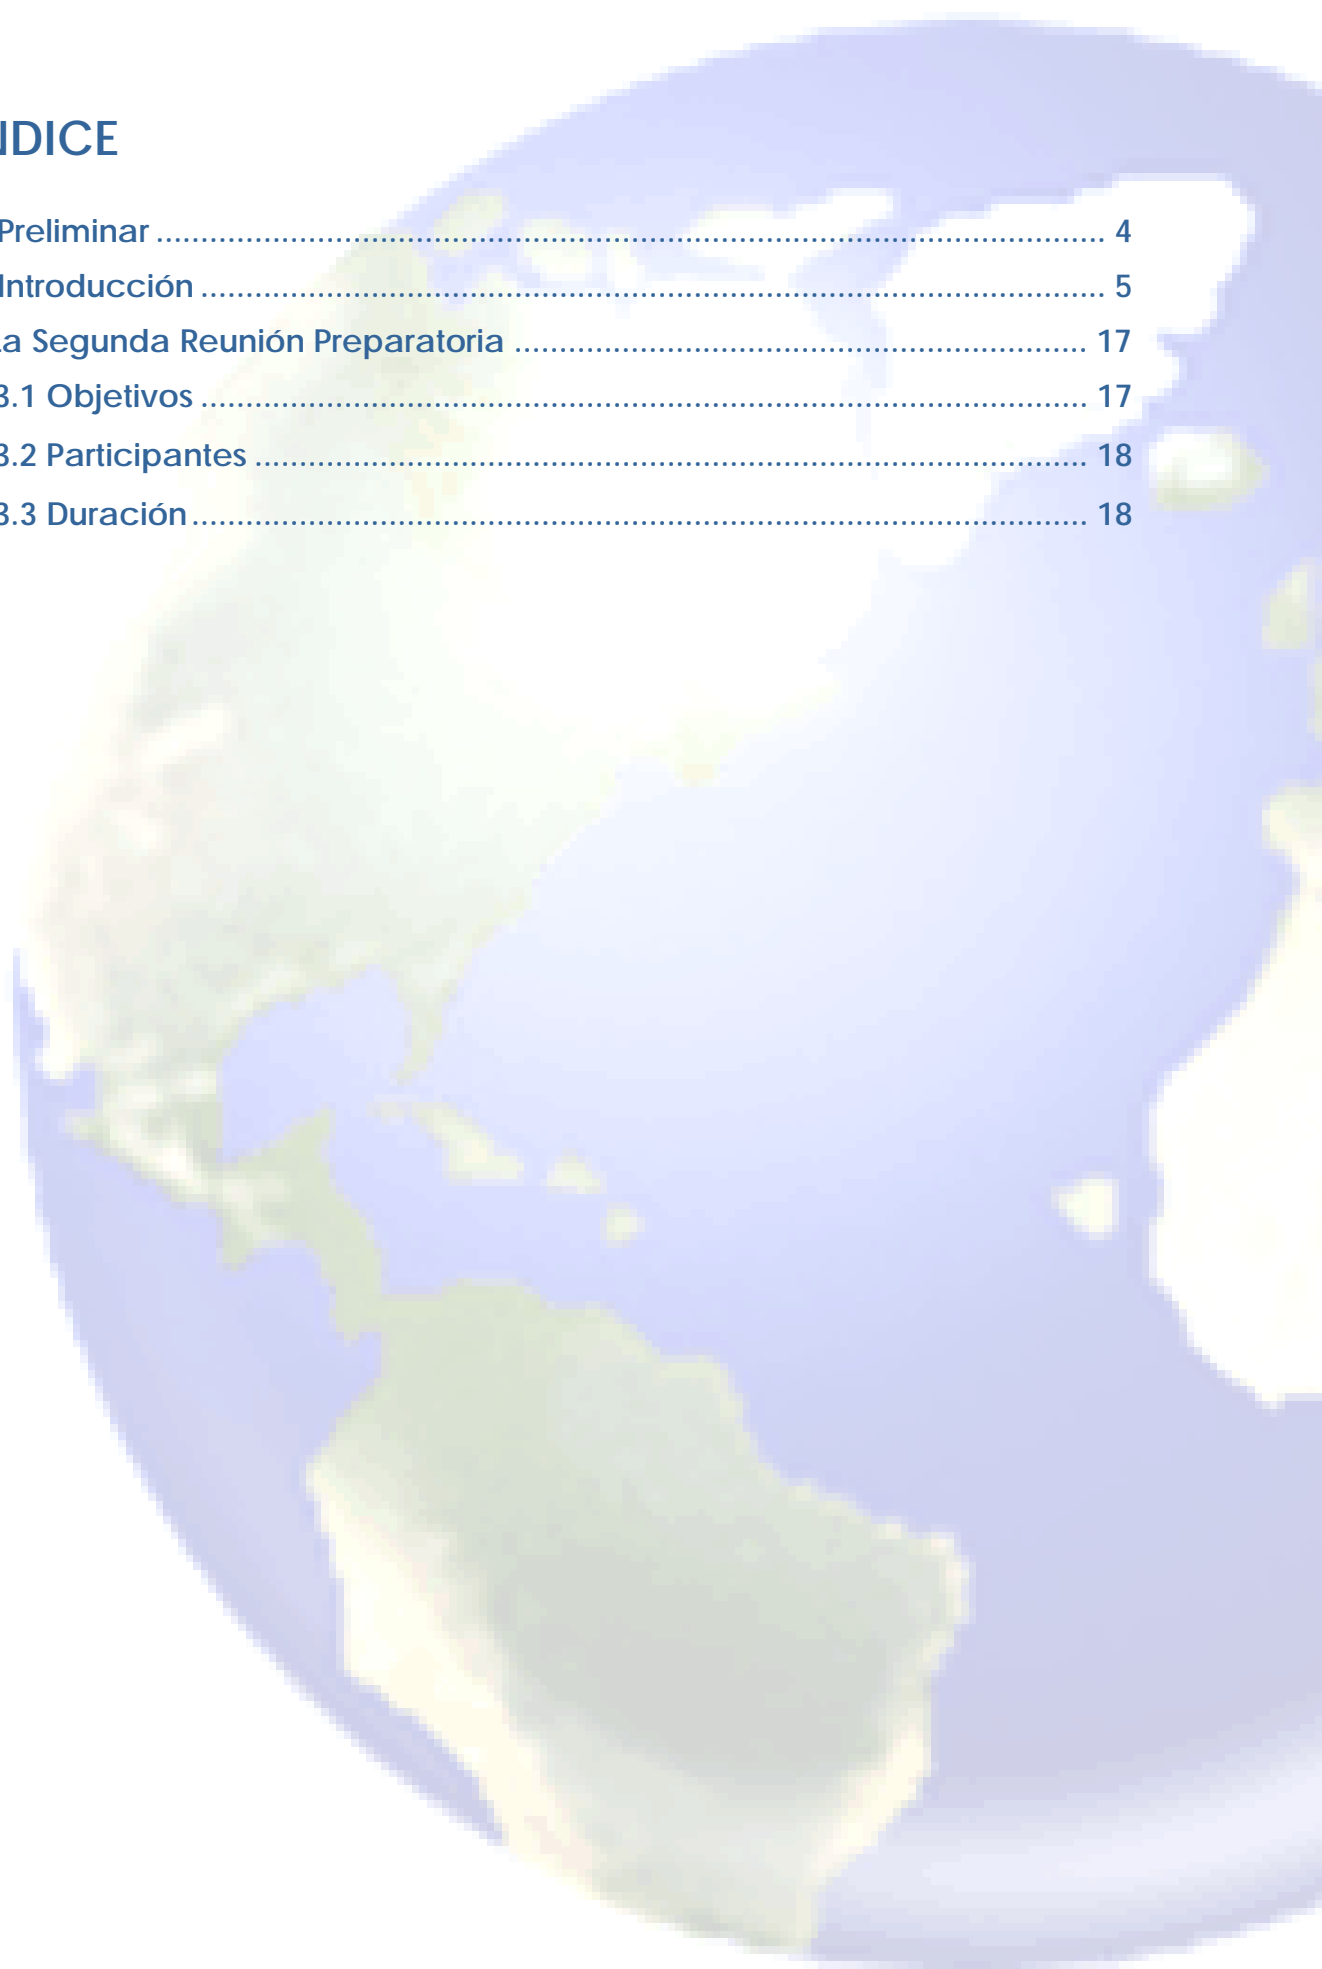 NDICE
Preliminar ........................................................................................................ 4
Introducción ................................................................................................... 5
La Segunda Reunión Preparatoria ............................................................... 17
3.1 Objetivos ................................................................................................. 17
3.2 Participantes ........................................................................................... 18
3.3 Duración .................................................................................................. 18